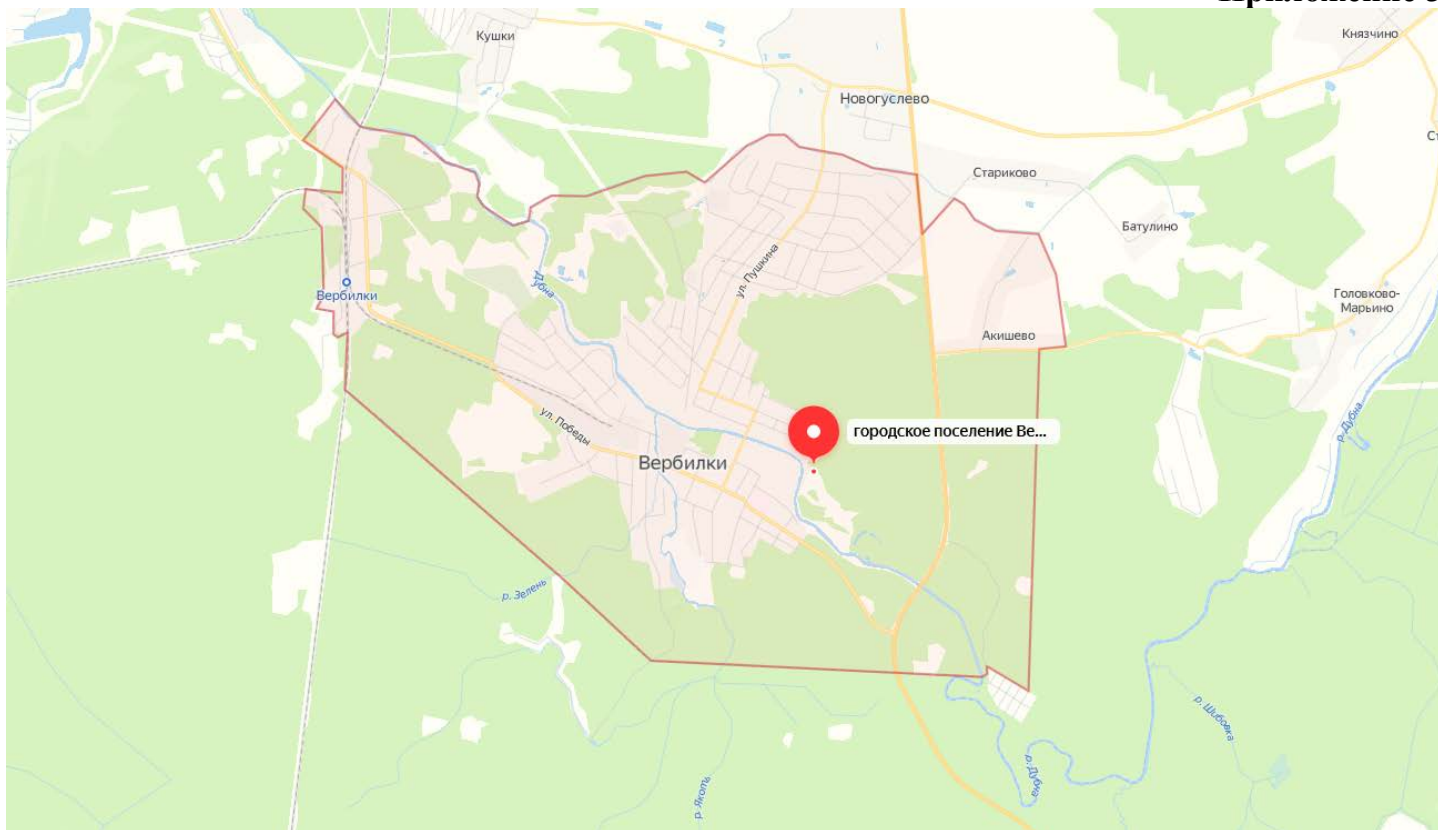 Кушки
Князчино
Новогуслево
Стариково
Батулино
ул. Пушкина
Дубна
Вербилки
Головково-
Марьино
Акишево
ул. Победы
городское поселение Ве...
р. Дубна
Вербилки
р. Зелень
р. Шибовка
р. Дубна
р. Якоть